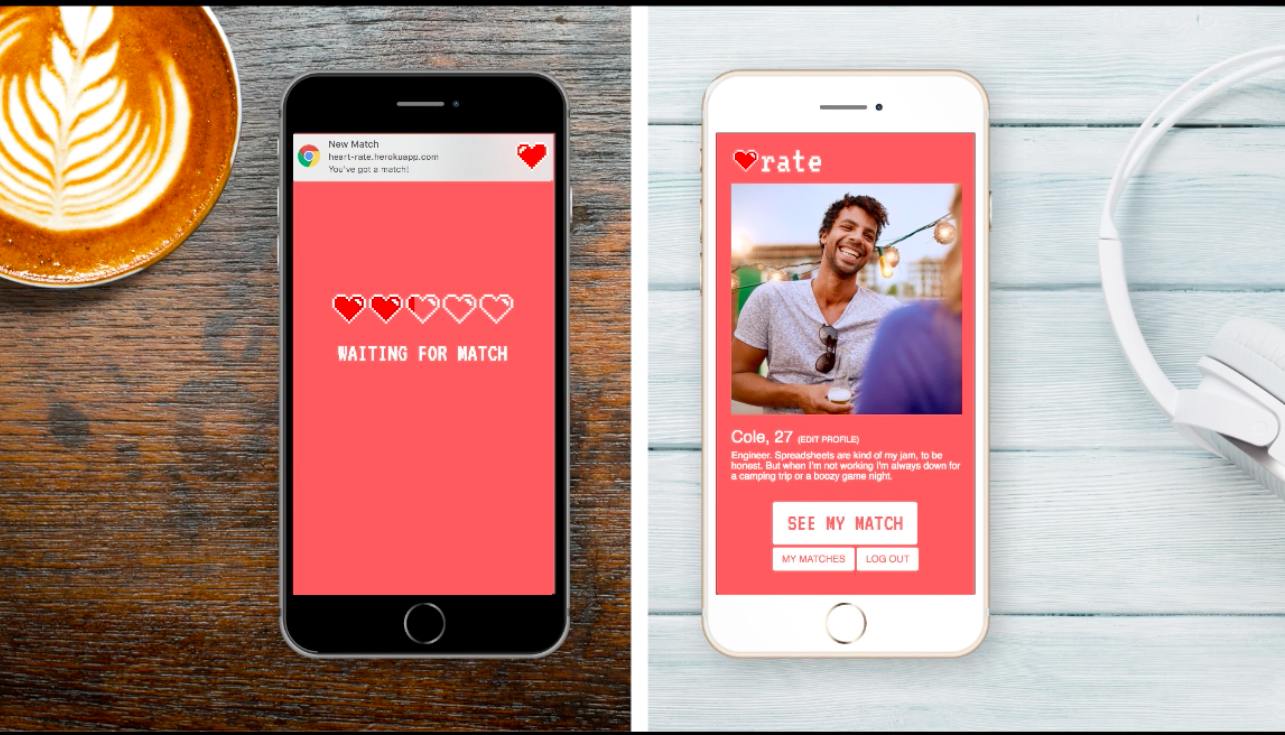 New Match
heart-rate.herokuapp.com
You've got a match!
WAITING FOR MATCH
rate
Cole, 27 (EDIT PROFILE)
Engineer. Spreadsheets are kind of my jam, to be
honest. But when I'm not working I'm always down for
a camping trip or a boozy game night.
SEE MY MATCH
MY MATCHES
LOG OUT